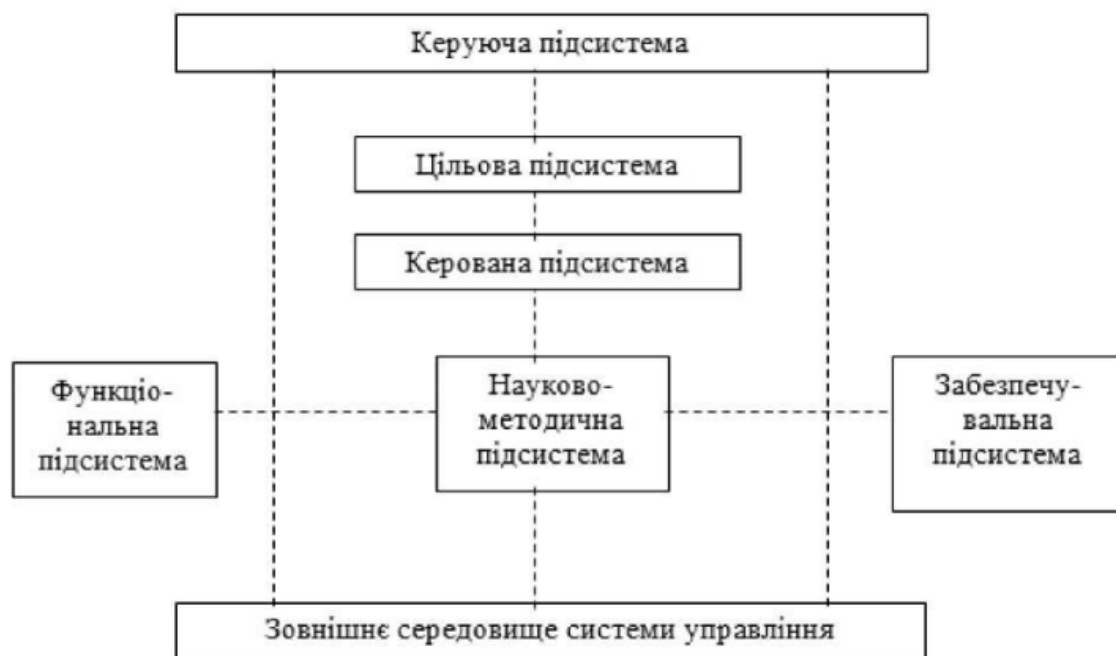 Керуюча підсистема
Цільова підсистема
Керована підсистема
Функціо-
нальна
підсистема
Науково-
методична
підсистема
Забезпечу-
вальна
підсистема
Зовнішнє середовище системи управління